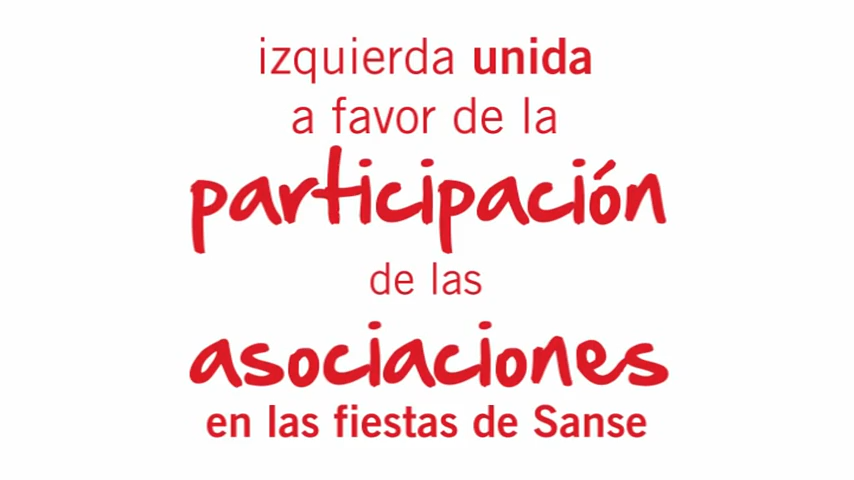 izquierda unida
a favor de la
participación
de las
asociaciones
en las fiestas de Sanse